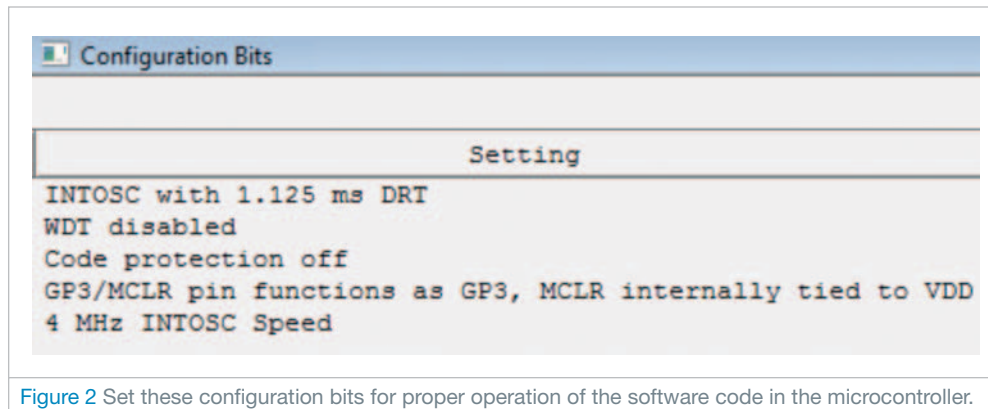 Configuration Bits
Setting
INTOSC with 1.125 ms DRT
WDT disabled
Code protection off
GP3/MCLR pin functions as GP3, MCLR internally tied to VDD
4 MHz INTOSC Speed
Figure 2 Set these configuration bits for proper operation of the software code in the microcontroller.